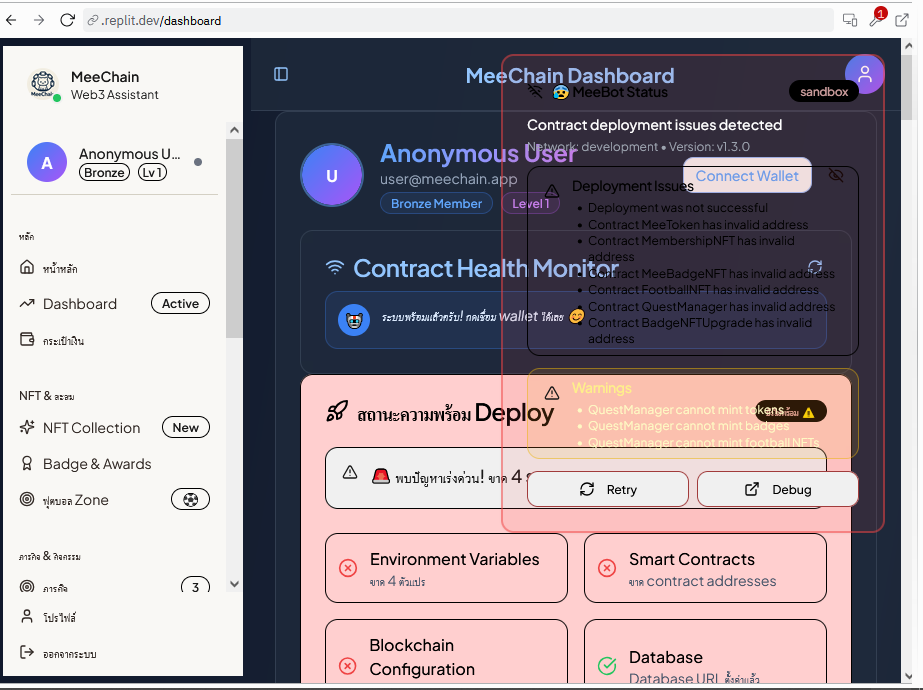 .replit.dev/dashboard
1
MeeChain
Web3 Assistant
A
Anonymous U...
Bronze
Lv 1
หลัก
หน้าหลัก
Dashboard
Active
กระเป๋าเงิน
NFT & สะสม
NFT Collection
New
Badge & Awards
ฟุตบอล Zone
ภารกิจ & กิจกรรม
ภารกิจ
3
โปรไฟล์
ออกจากระบบ
MeeChain Dashboard
MeeBot Status
sandbox
Contract deployment issues detected
Network: development • Version: v1.3.0
U
Anonymous User
user@meechain.app
Bronze Member
Level 1
Connect Wallet
Deployment Issues
• Deployment was not successful
• Contract MeeToken has invalid address
• Contract MembershipNFT has invalid
address
• Contract MeeBadgeNFT has invalid address
• Contract FootballNFT has invalid address
• Contract QuestManager has invalid address
• Contract BadgeNFTUpgrade has invalid
address
Contract Health Monitor
ระบบพร้อมแล้วครับ! กดเชื่อม wallet ได้เลย
Warnings
• QuestManager cannot mint tokens
• QuestManager cannot mint badges
• QuestManager cannot mint football NFTs
สถานะความพร้อม Deploy
พบปัญหาเร่งด่วน! ขาด 4
Retry
Debug
Environment Variables
ขาด 4 ตัวแปร
Smart Contracts
ขาด contract addresses
Blockchain
Configuration
Database
Database URL ตั้งค่าแล้ว